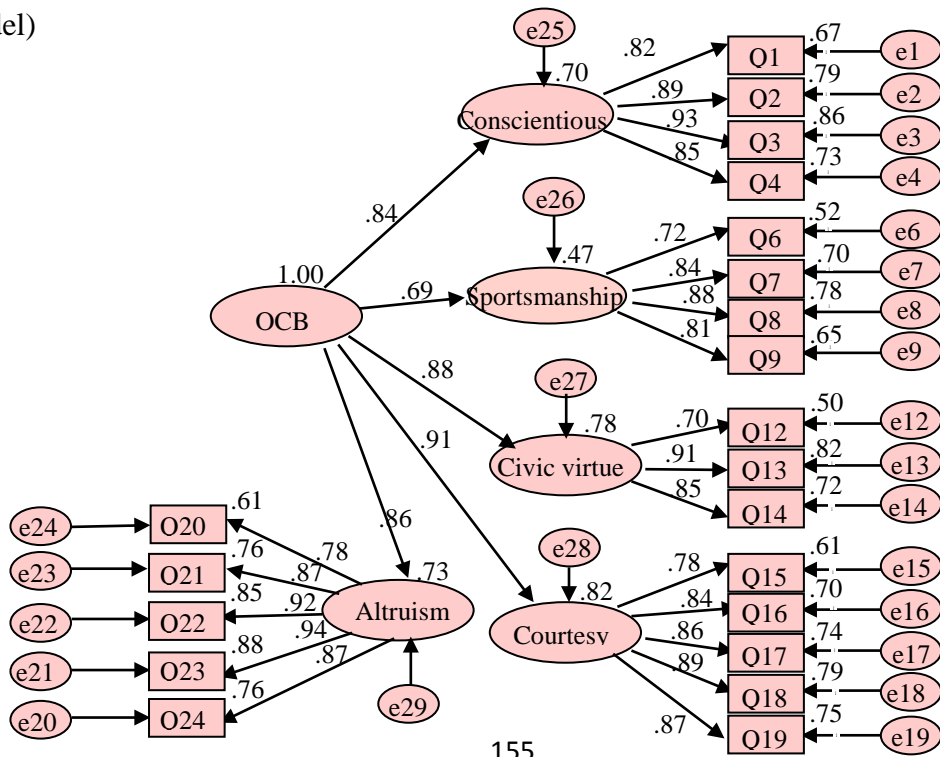 del)
e25
.82
.67
Q1
e1
.70
.89
.79
Q2
e2
Conscientious
.93
.86
Q3
e3
.85
.73
Q4
e4
.84
e26
.72
.52
Q6
e6
.47
.84
.70
Q7
e7
1.00
.69
Sportsmanship
.88
.78
Q8
e8
OCB
.81
.65
Q9
e9
.88
e27
.70
.50
Q12
e12
.78
.91
.82
Q13
e13
.91
Civic virtue
.85
.72
Q14
e14
.86
e24
O20
.61
.78
e23
O21
.76
.87
e22
O22
.85
.92
.73
Altruism
e21
O23
.88
.94
e20
O24
.76
.87
e29
e28
.78
.61
Q15
e15
.82
.84
.70
Q16
e16
Courtesv
.86
.74
Q17
e17
.89
.79
Q18
e18
.87
.75
Q19
e19
155